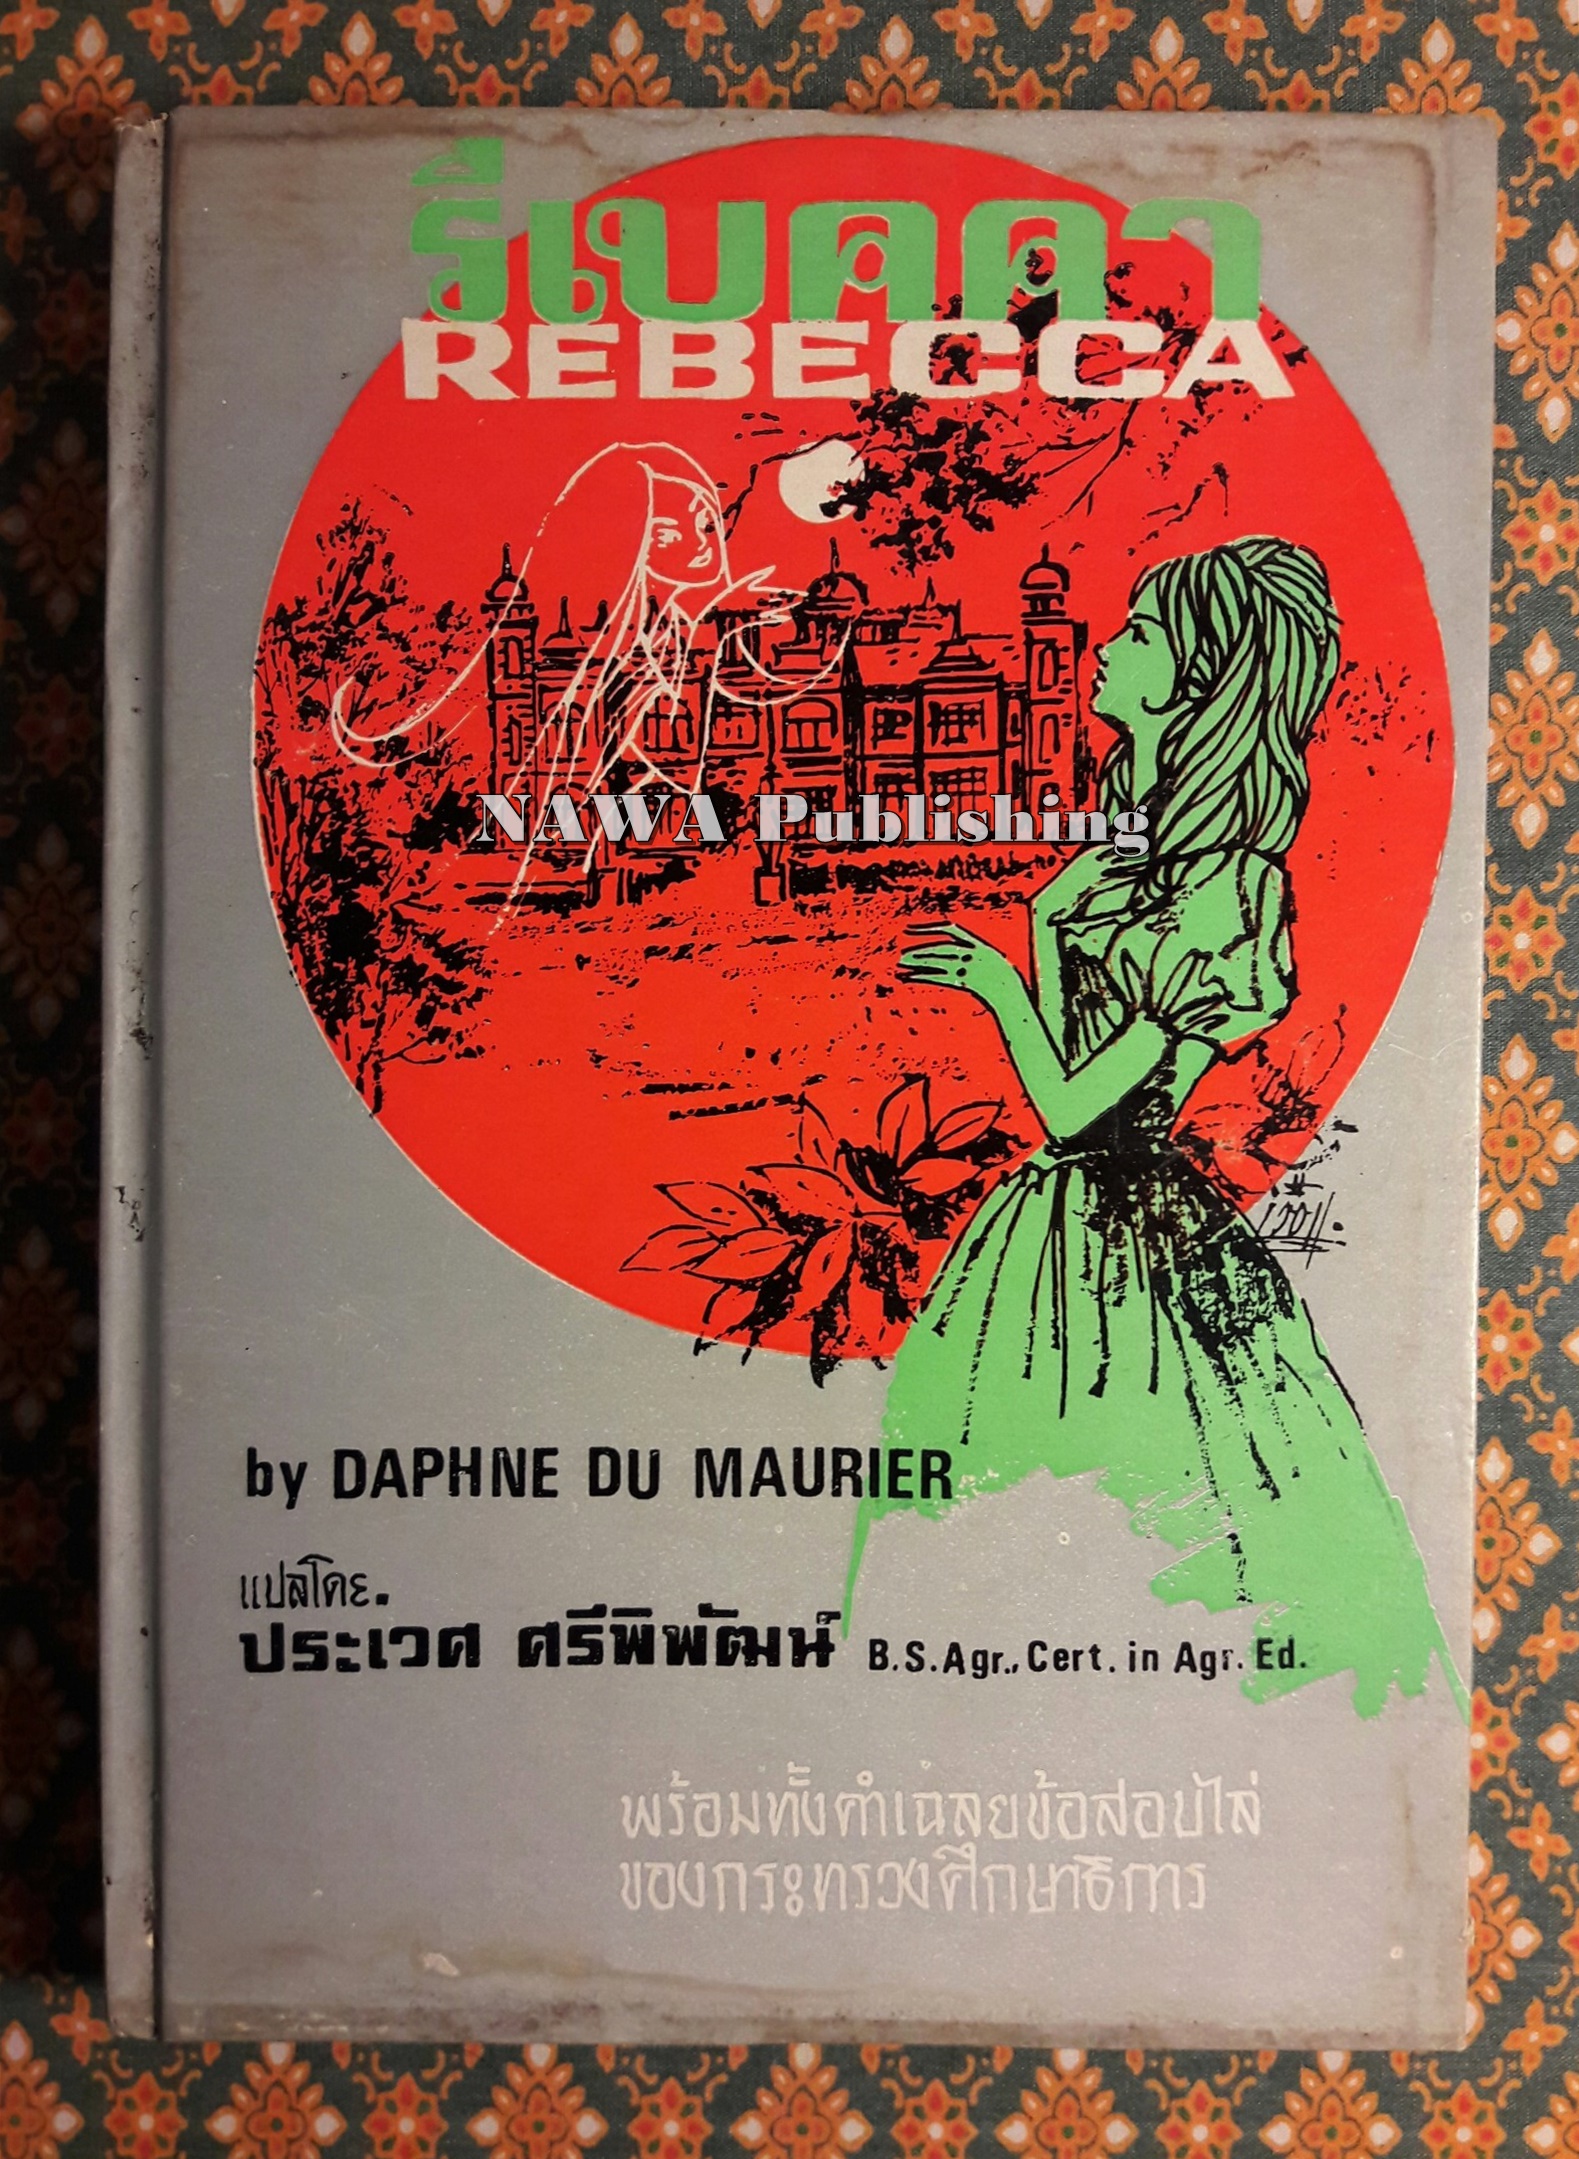 รีเบคคา
REBECCA
NAWA Publishing
by DAPHNE DU MAURIER
แปลโดย.
ประเวศ ศรีพิพัฒน์ B.S.Agr., Cert. in Agr. Ed.
พร้อมทั้งคำเฉลยข้อสอบไล่
ของกระทรวงศึกษาธิการ